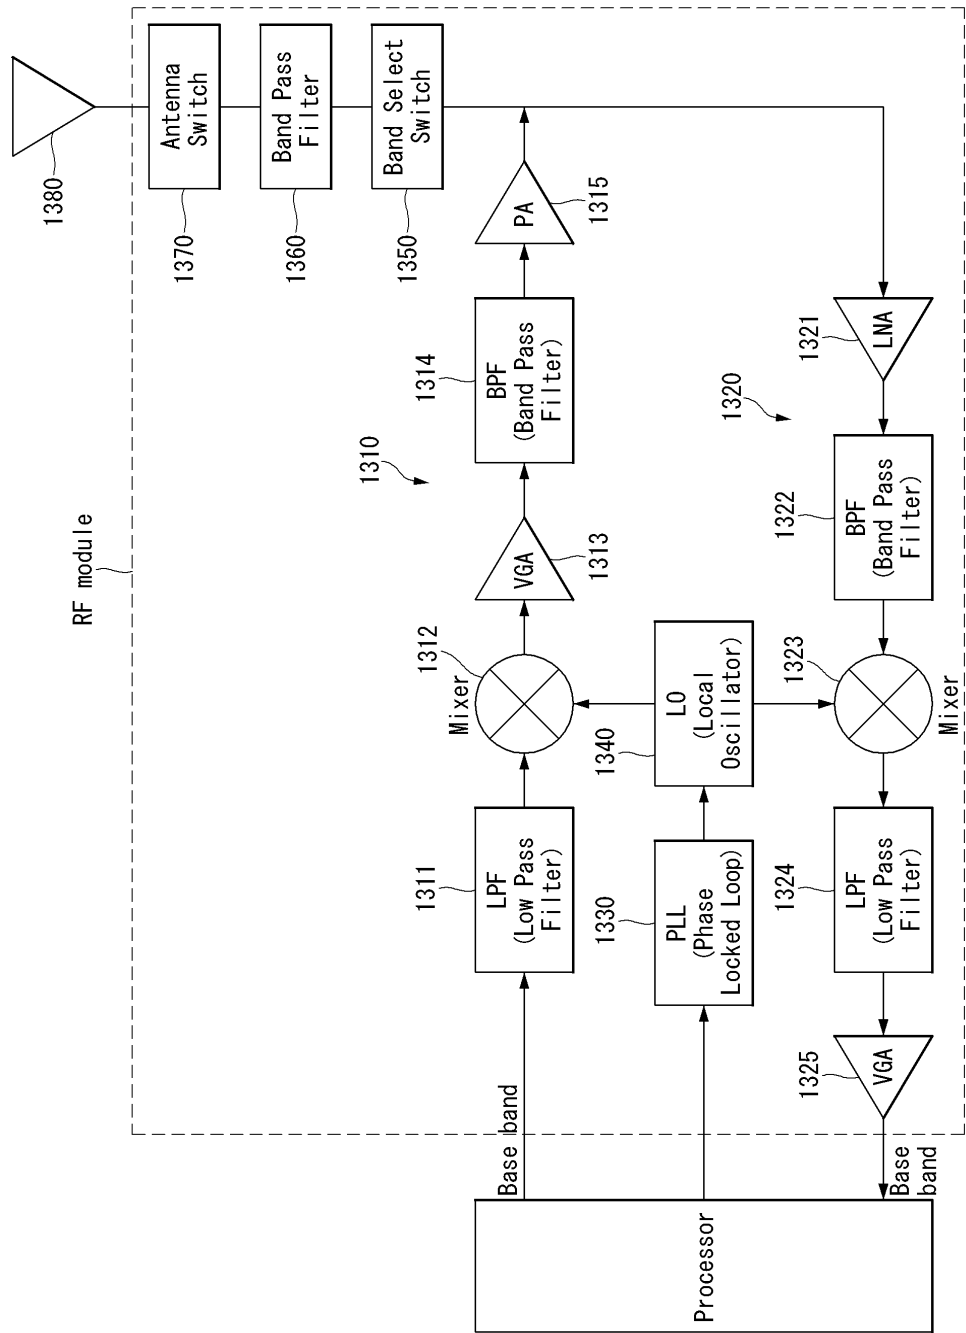 RF module
1380
Antenna
Switch
1370
Band Pass
Filter
1360
Band Select
Switch
1350
1310
Base band
LPF
(Low Pass
Filter)
1311
Mixer
1312
VGA
1313
BPF
(Band Pass
Filter)
1314
PA
1315
Processor
PLL
(Phase
Locked Loop)
1330
LO
(Local
Oscillator)
1340
1320
LNA
1321
BPF
(Band Pass
Filter)
1322
1323
Mixer
LPF
(Low Pass
Filter)
1324
VGA
1325
Base
band